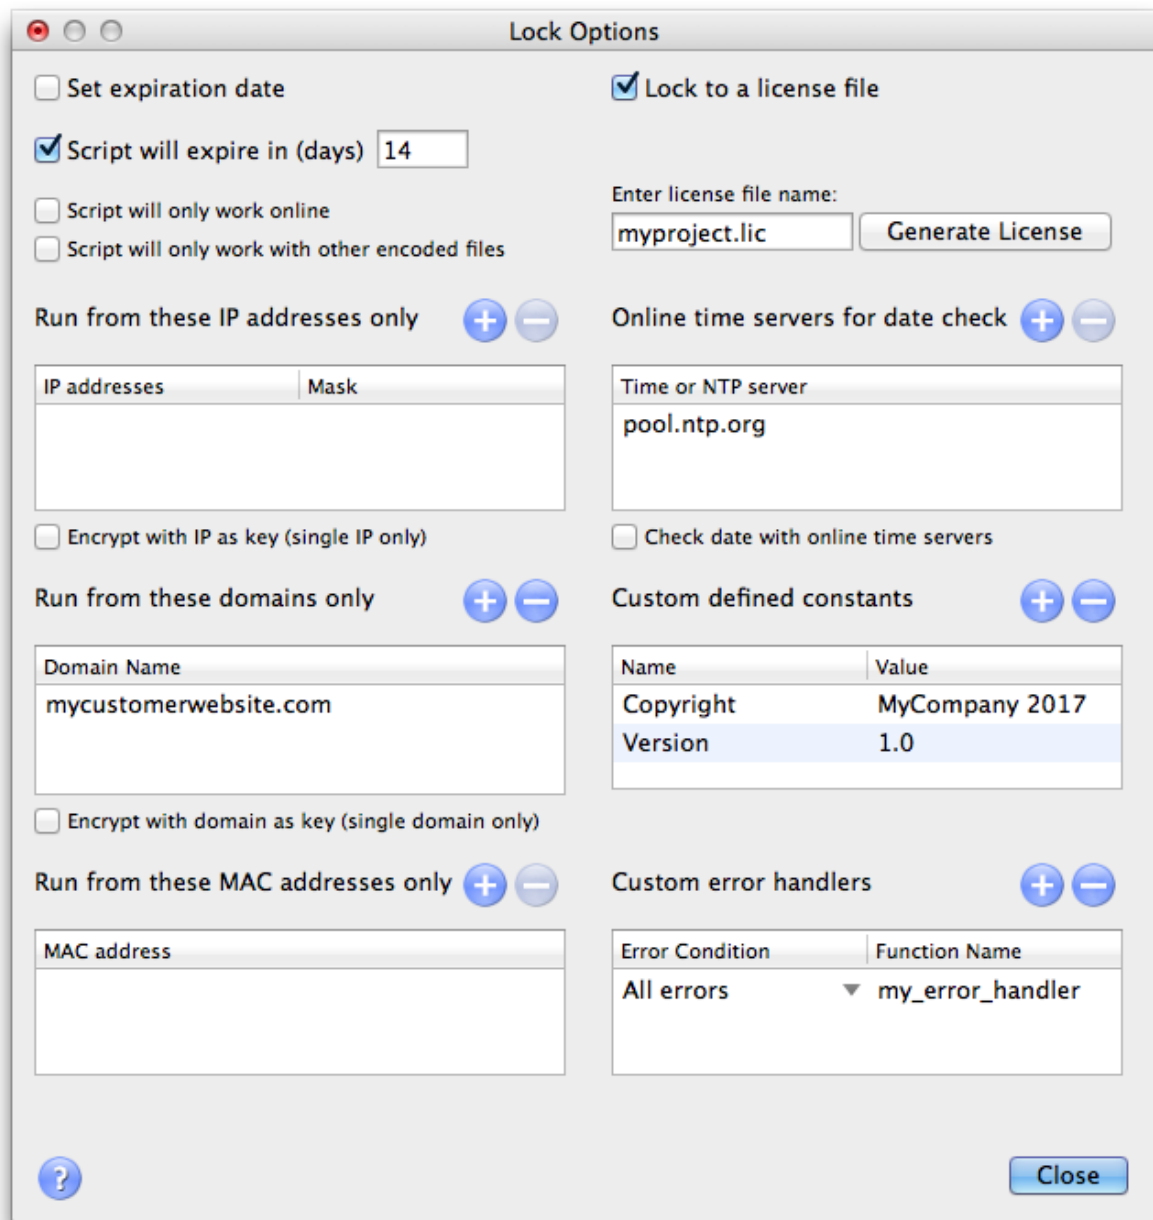 Lock Options
Set expiration date
Lock to a license file
Script will expire in (days) 14
Script will only work online
Script will only work with other encoded files
Enter license file name:
myproject.lic Generate License
Run from these IP addresses only
IP addresses Mask
Encrypt with IP as key (single IP only)
Online time servers for date check
Time or NTP server
pool.ntp.org
Check date with online time servers
Run from these domains only
Domain Name
mycustomerwebsite.com
Encrypt with domain as key (single domain only)
Custom defined constants
Name Value
Copyright MyCompany 2017
Version 1.0
Run from these MAC addresses only
MAC address
Custom error handlers
Error Condition Function Name
All errors my_error_handler
?
Close